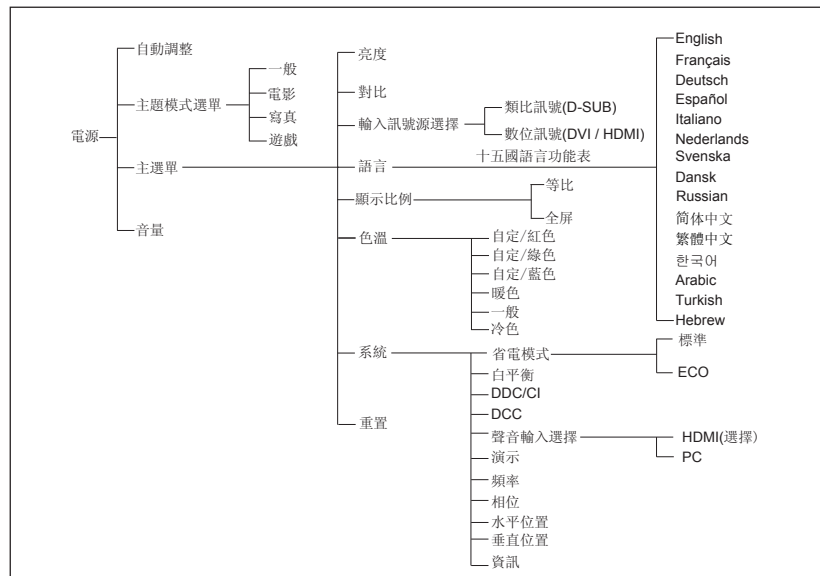 電源
自動調整
主題模式選單
一般
電影
寫真
遊戲
主選單
音量
亮度
對比
輸入訊號源選擇
類比訊號(D-SUB)
數位訊號(DVI / HDMI)
語言
十五國語言功能表
English
Français
Deutsch
Español
Italiano
Nederlands
Svenska
Dansk
Russian
简体中文
繁體中文
한국어
Arabic
Turkish
Hebrew
顯示比例
等比
全屏
色溫
自定/紅色
自定/綠色
自定/藍色
暖色
一般
冷色
系統
省電模式
標準
ECO
白平衡
DDC/CI
DCC
聲音輸入選擇
HDMI(選擇)
PC
演示
頻率
相位
水平位置
垂直位置
資訊
重置